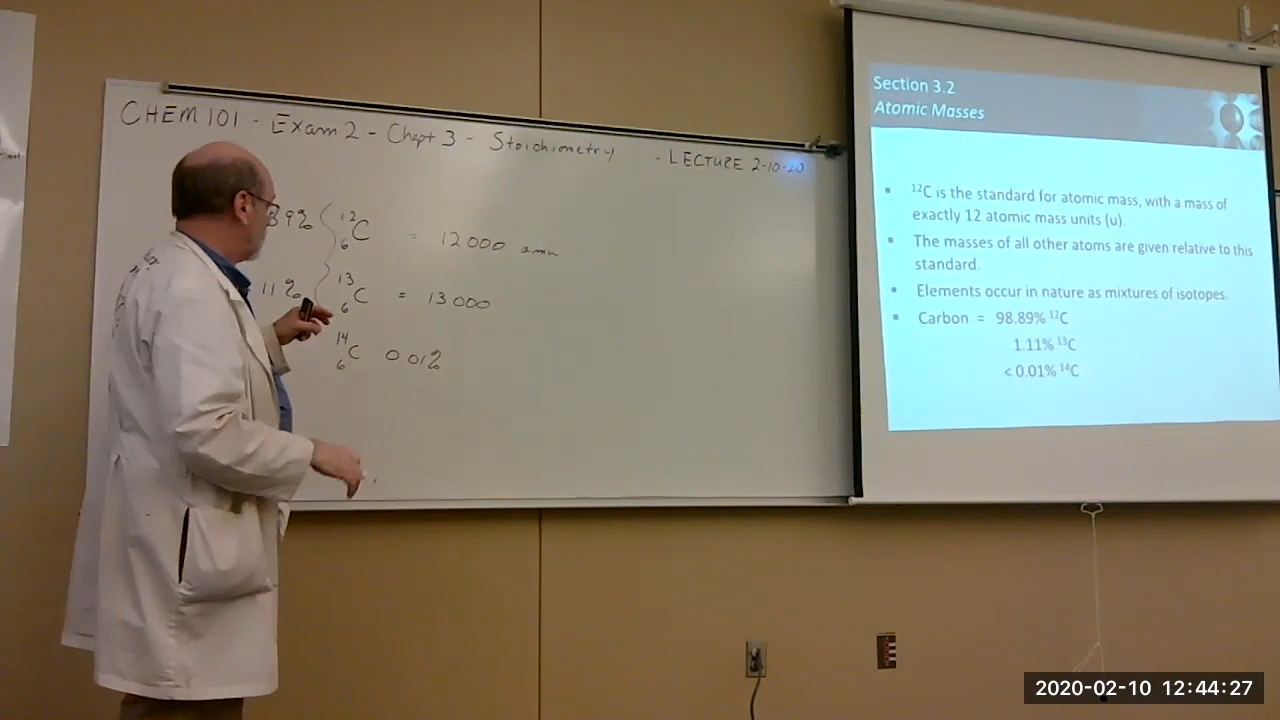 CHEM 101 - Exam 2 - Chapt 3 - Stoichiometry - LECTURE 2-10-20
89% 12 6 C = 12 000 amu
11% 13 6 C = 13 000
14 6 C 0.01%
Section 3.2
Atomic Masses
▪ 12C is the standard for atomic mass, with a mass of
exactly 12 atomic mass units (u).
▪ The masses of all other atoms are given relative to this
standard.
▪ Elements occur in nature as mixtures of isotopes.
▪ Carbon = 98.89% 12C
1.11% 13C
< 0.01% 14C
2020-02-10 12:44:27